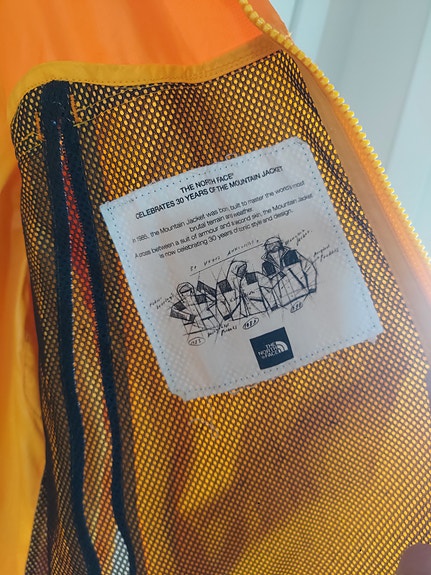 THE NORTH FACE®
CELEBRATES 30 YEARS OF THE MOUNTAIN JACKET
In 1985, the Mountain Jacket was born, built to master the world's most
brutal terrain and weather.
A cross between a suit of armour and a second skin, the Mountain Jacket
is now celebrating 30 years of iconic style and design.
30 YEARS
THE
NORTH
FACE